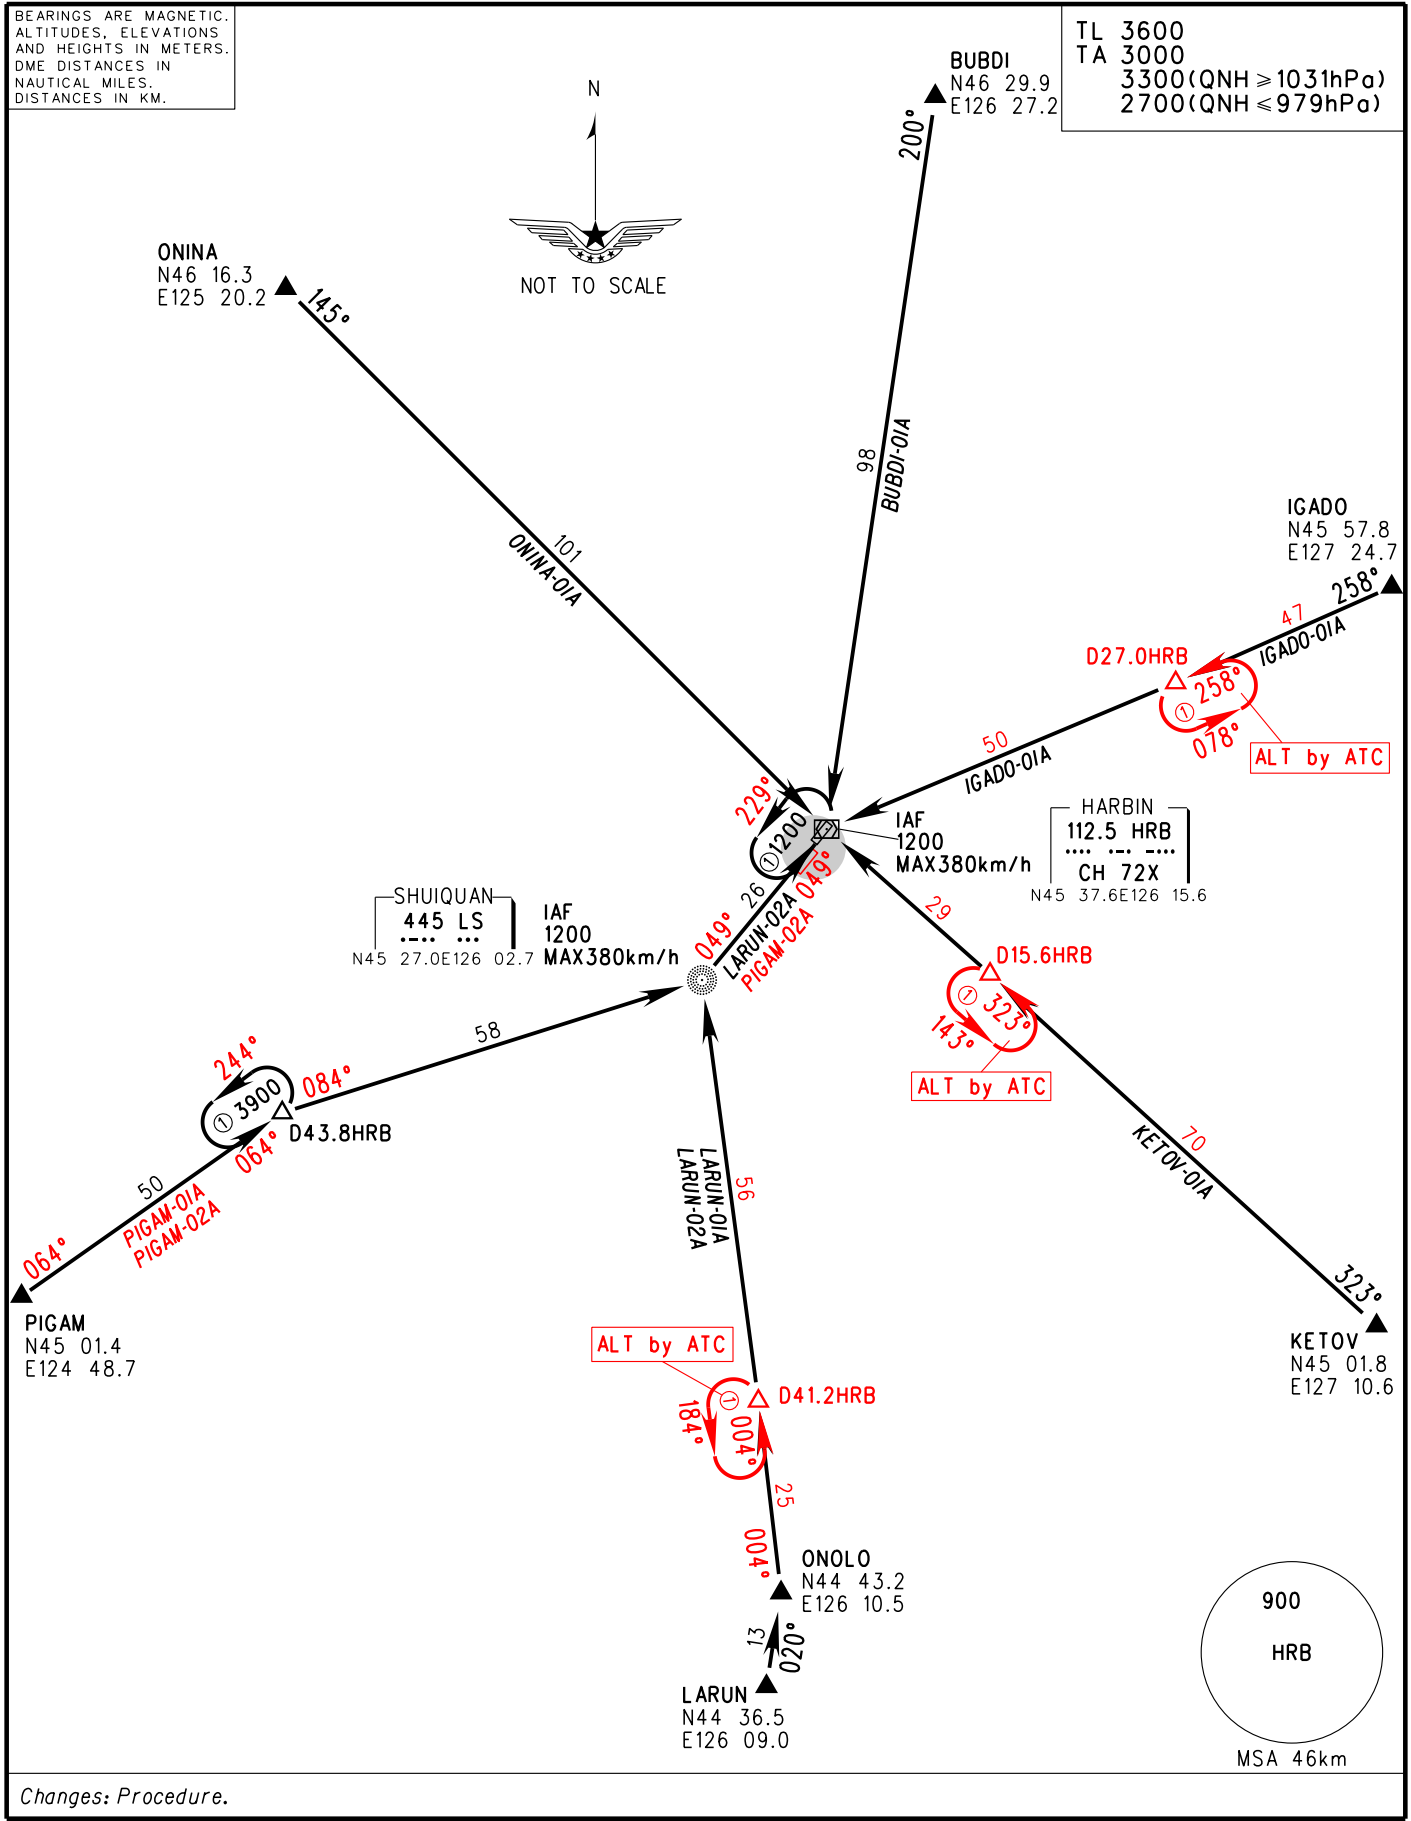 BEARINGS ARE MAGNETIC.
ALTITUDES, ELEVATIONS
AND HEIGHTS IN METERS.
DME DISTANCES IN
NAUTICAL MILES.
DISTANCES IN KM.
TL 3600
TA 3000
3300(QNH ≥1031hPa)
2700(QNH ≤979hPa)
N
NOT TO SCALE
BUBDI
N46 29.9
E126 27.2
200°
98
BUBDI-01A
ONINA
N46 16.3
E125 20.2
145°
101
ONINA-01A
IGADO
N45 57.8
E127 24.7
258°
47
IGADO-01A
D27.0HRB
258°
①
078°
ALT by ATC
50
IGADO-01A
229°
①1200
049°
IAF
1200
MAX380km/h
HARBIN
112.5 HRB
···· ·-· -···
CH 72X
N45 37.6E126 15.6
26
049°
LARUN-02A
PIGAM-02A
SHUIQUAN
445 LS
·-·· ···
N45 27.0E126 02.7
IAF
1200
MAX380km/h
29
D15.6HRB
① 323°
143°
ALT by ATC
70
KETOV-01A
323°
KETOV
N45 01.8
E127 10.6
58
244°
084°
① 3900
D43.8HRB
064°
50
PIGAM-01A
PIGAM-02A
064°
PIGAM
N45 01.4
E124 48.7
LARUN-01A
LARUN-02A
56
ALT by ATC
D41.2HRB
①
184°
004°
25
004°
ONOLO
N44 43.2
E126 10.5
13
020°
LARUN
N44 36.5
E126 09.0
900
HRB
MSA 46km
Changes: Procedure.